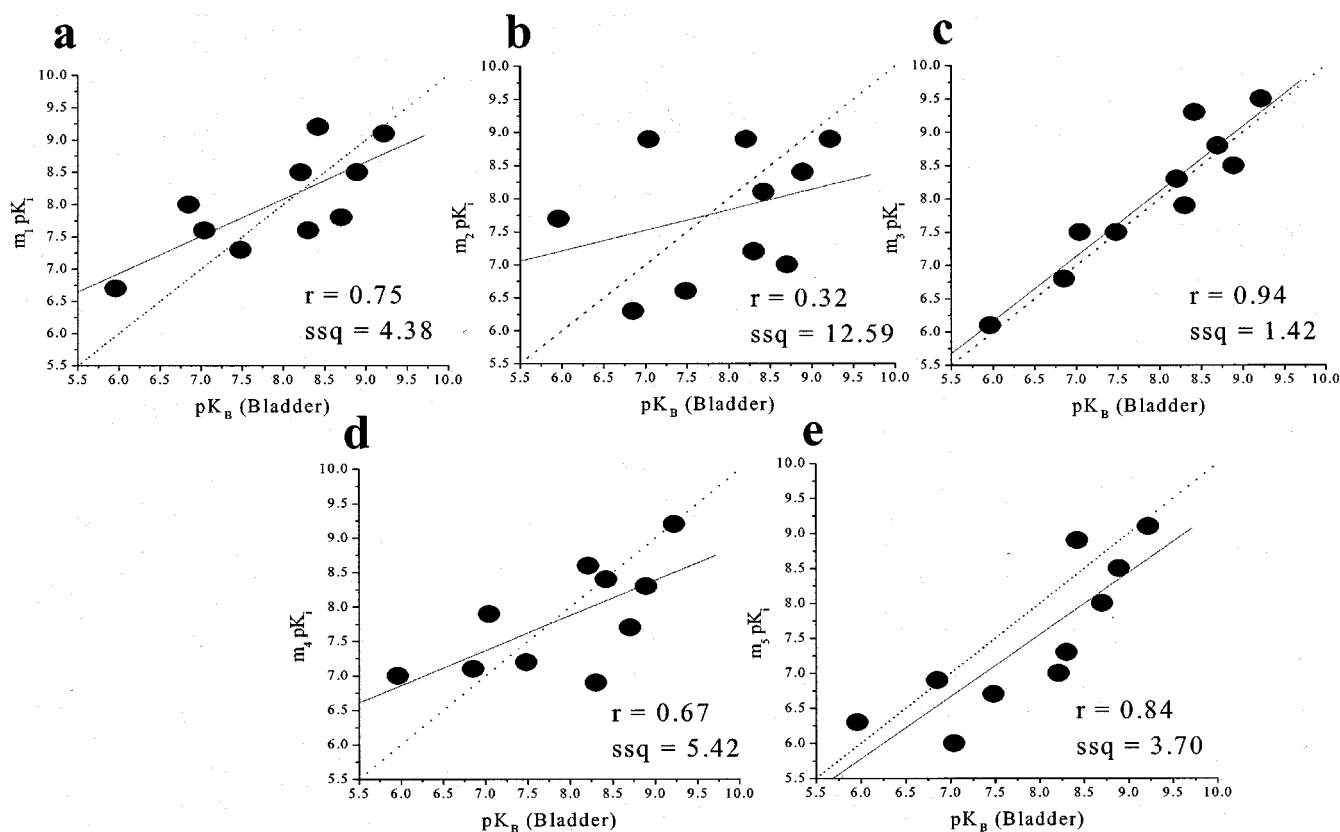 a
m₁ pKᵢ
10.0
9.5
9.0
8.5
8.0
7.5
7.0
6.5
6.0
5.5
r = 0.75
ssq = 4.38
6.0 6.5 7.0 7.5 8.0 8.5 9.0 9.5 10.0
pK_B (Bladder)
b
m₂ pKᵢ
10.0
9.5
9.0
8.5
8.0
7.5
7.0
6.5
6.0
5.5
r = 0.32
ssq = 12.59
5.5 6.0 6.5 7.0 7.5 8.0 8.5 9.0 9.5 10.0
pK_B (Bladder)
c
m₃ pKᵢ
10.0
9.5
9.0
8.5
8.0
7.5
7.0
6.5
6.0
5.5
r = 0.94
ssq = 1.42
5.5 6.0 6.5 7.0 7.5 8.0 8.5 9.0 9.5 10.0
pK_B (Bladder)
d
m₄ pKᵢ
10.0
9.5
9.0
8.5
8.0
7.5
7.0
6.5
6.0
5.5
r = 0.67
ssq = 5.42
5.5 6.0 6.5 7.0 7.5 8.0 8.5 9.0 9.5 10.0
pK_B (Bladder)
e
m₅ pKᵢ
10.0
9.5
9.0
8.5
8.0
7.5
7.0
6.5
6.0
5.5
r = 0.84
ssq = 3.70
5.5 6.0 6.5 7.0 7.5 8.0 8.5 9.0 9.5 10.0
pK_B (Bladder)